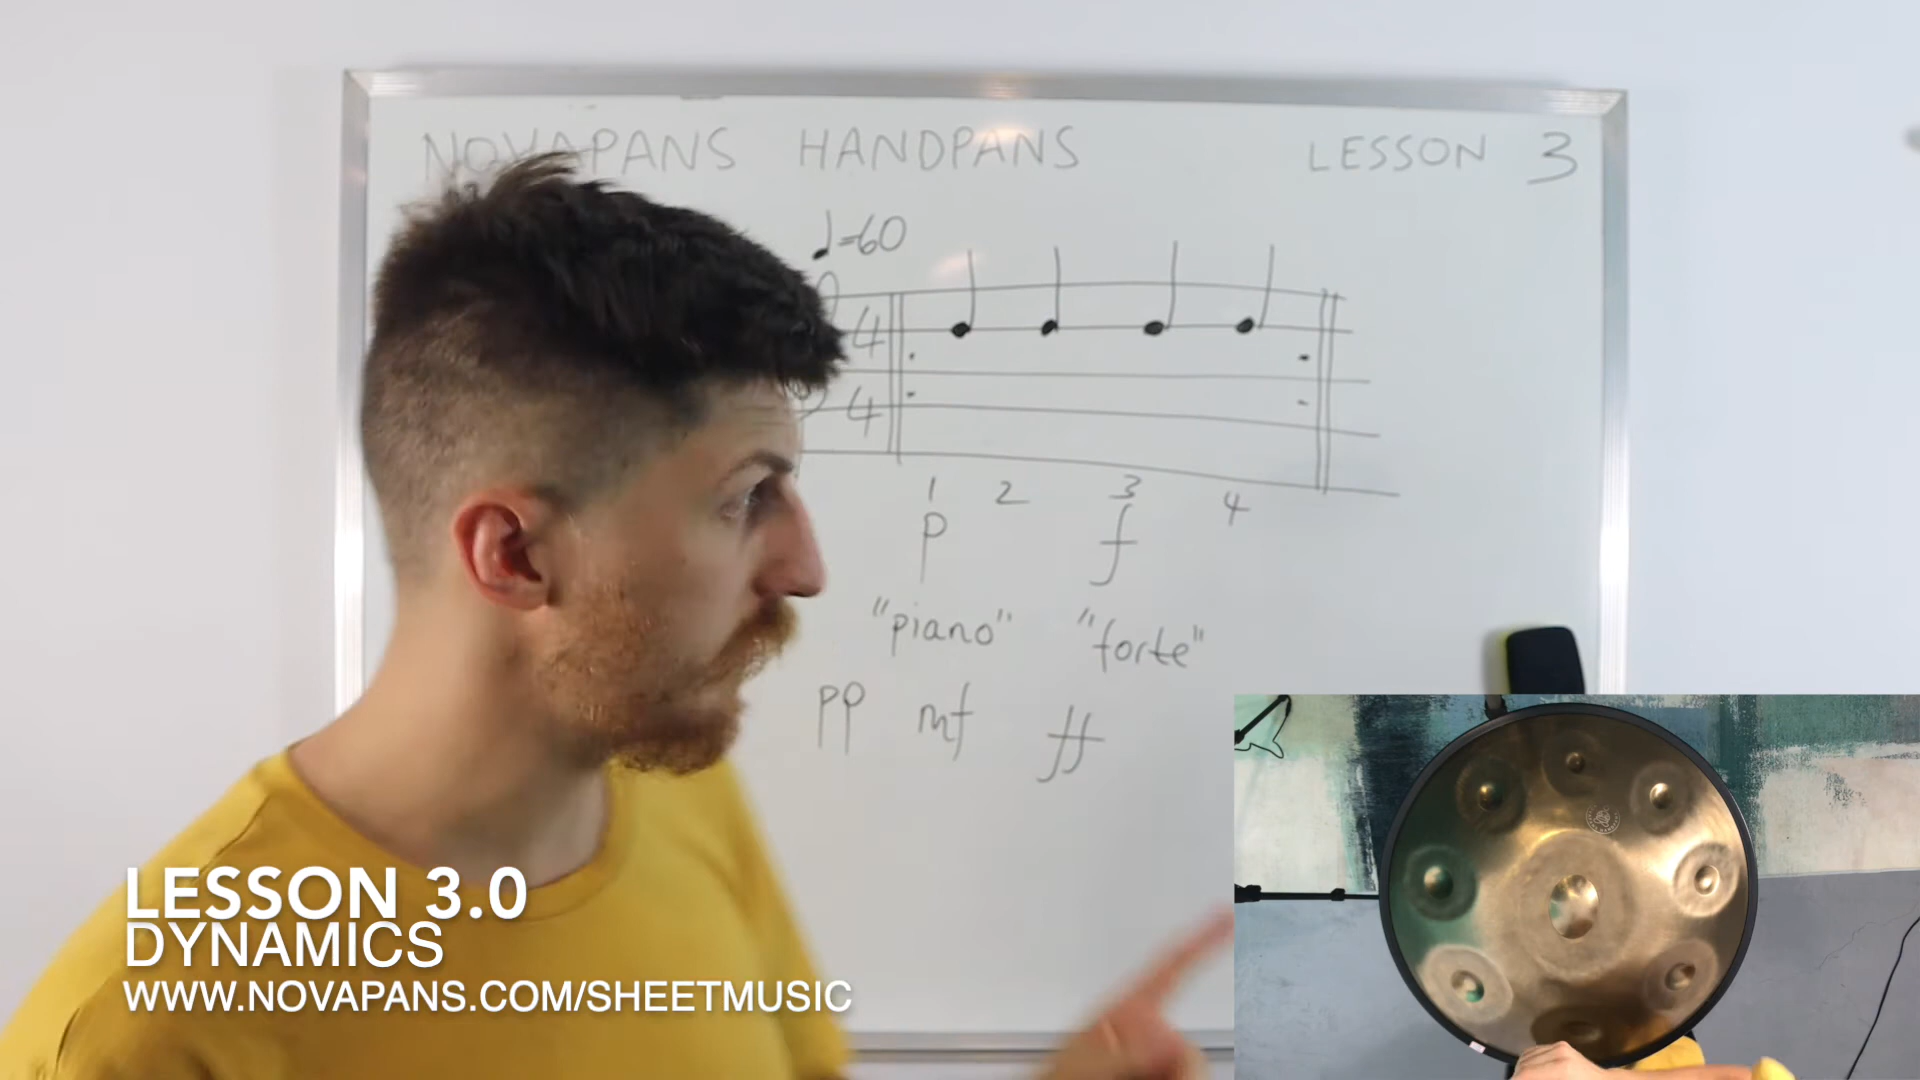 NOVAPANS HANDPANS LESSON 3
♩=60
4
4
1 2 3 4
p f
"piano" "forte"
pp mf ff
LESSON 3.0
DYNAMICS
WWW.NOVAPANS.COM/SHEETMUSIC